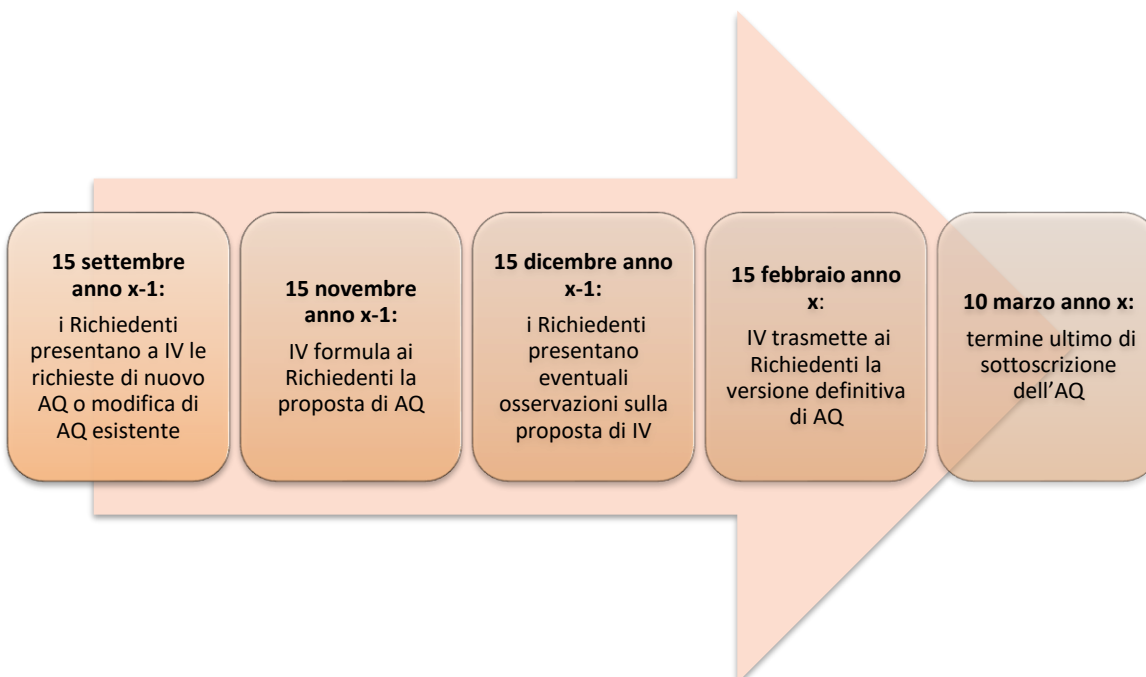 15 settembre
anno x-1:
i Richiedenti
presentano a IV le
richieste di nuovo
AQ o modifica di
AQ esistente
15 novembre
anno x-1:
IV formula ai
Richiedenti la
proposta di AQ
15 dicembre anno
x-1:
i Richiedenti
presentano
eventuali
osservazioni sulla
proposta di IV
15 febbraio anno
x:
IV trasmette ai
Richiedenti la
versione definitiva
di AQ
10 marzo anno x:
termine ultimo di
sottoscrizione
dell’AQ